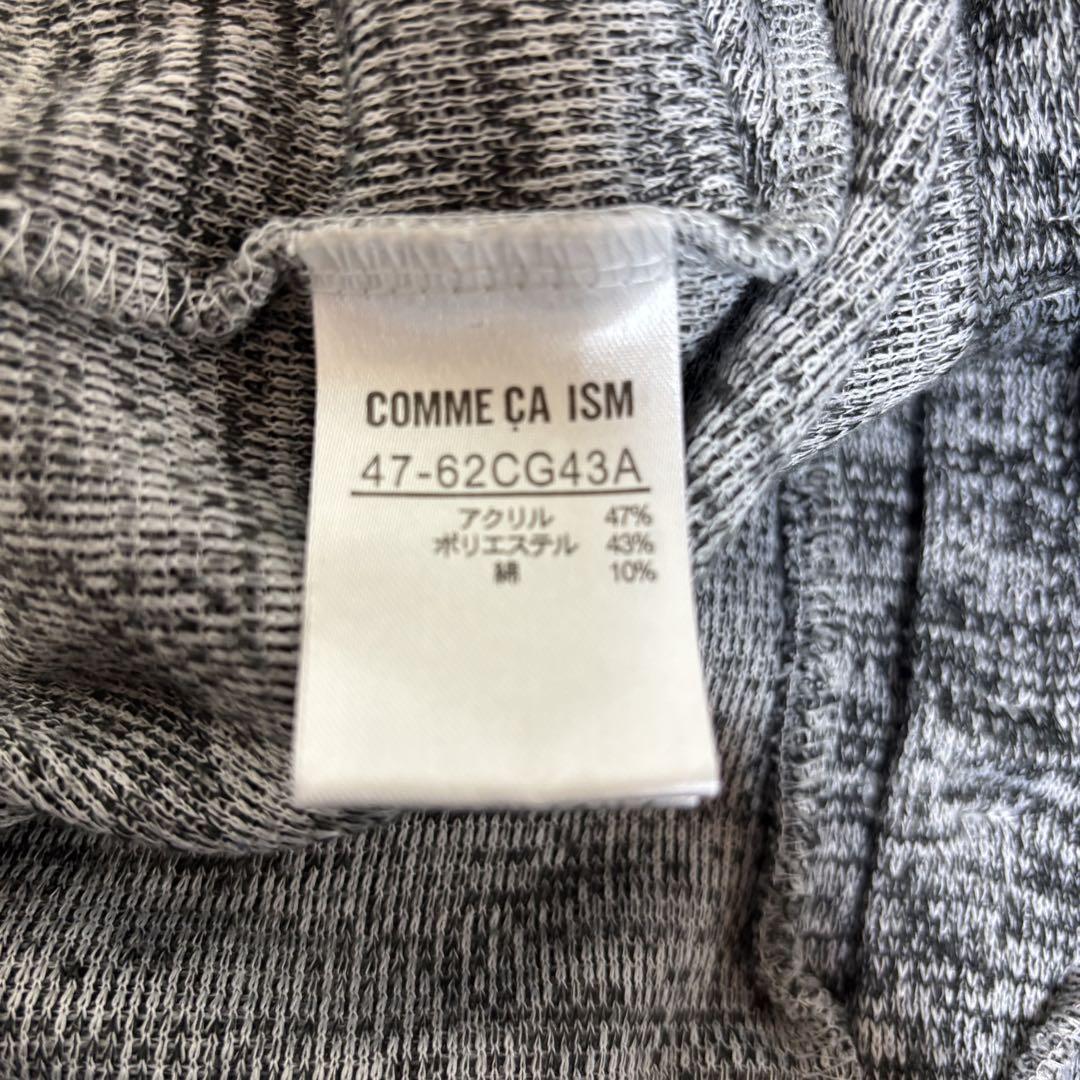 COMME ÇA ISM
47-62CG43A
アクリル 47%
ポリエステル 43%
綿 10%